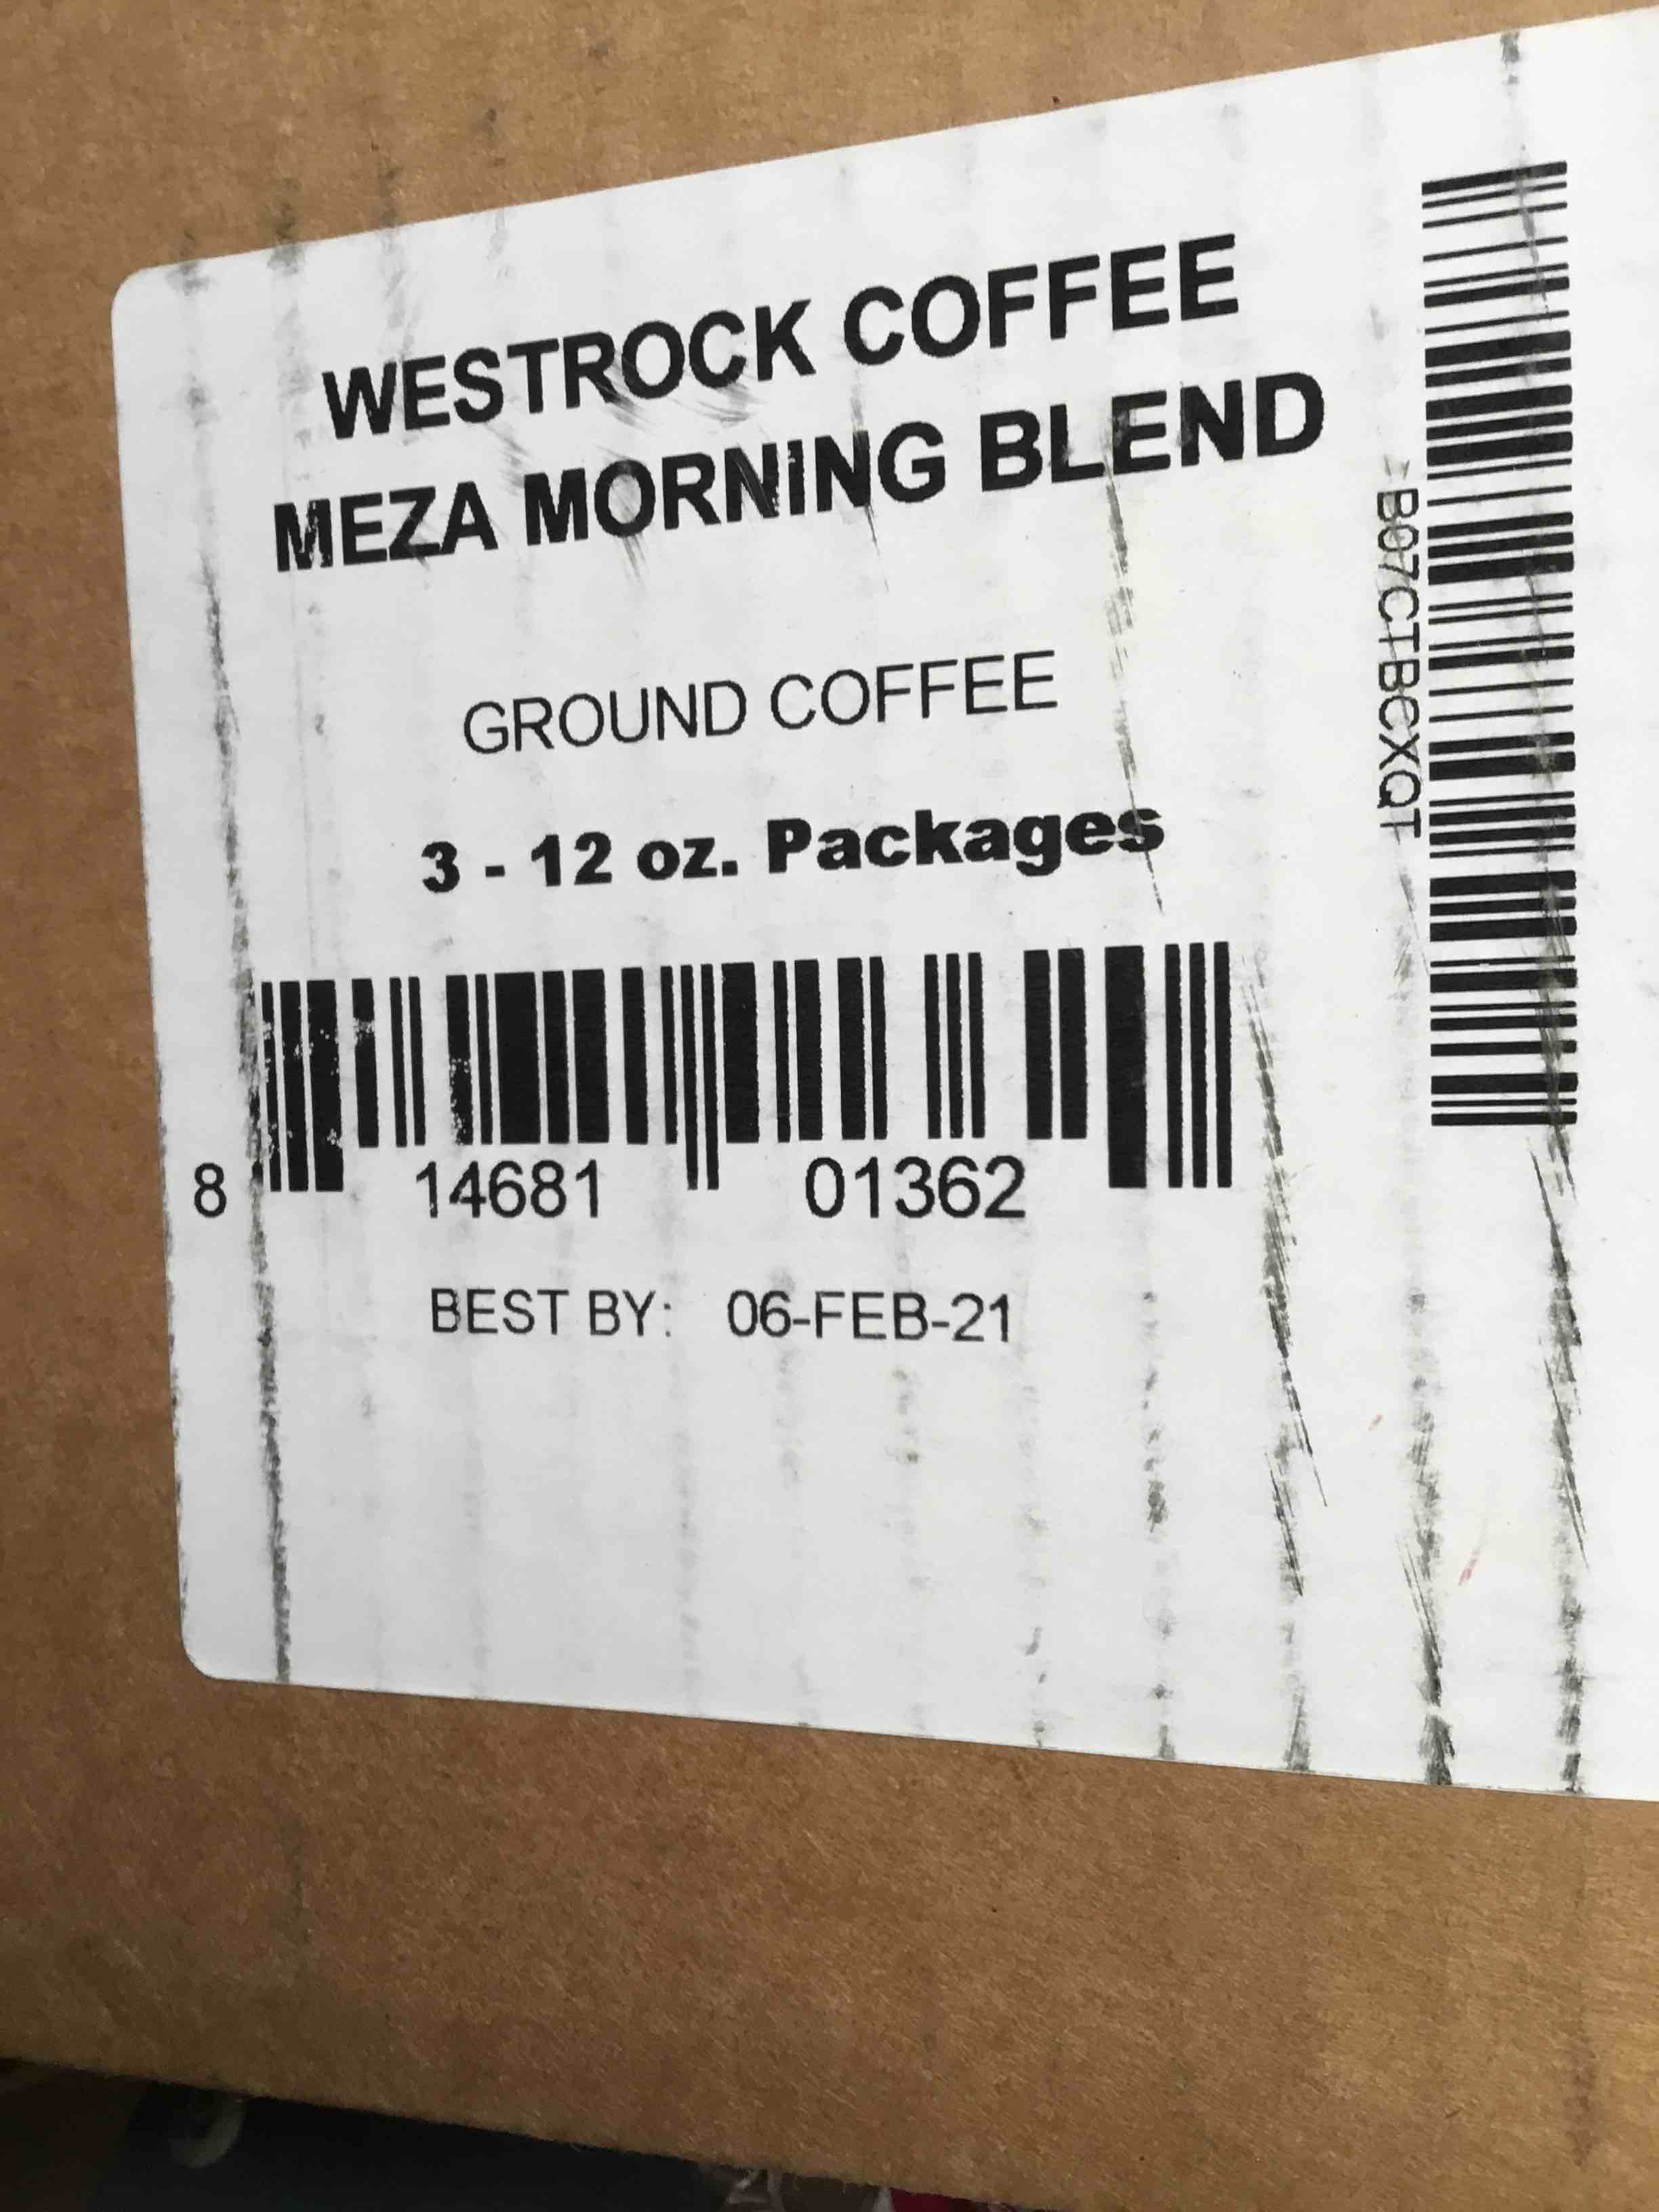 WESTROCK COFFEE
MEZA MORNING BLEND
GROUND COFFEE
3 - 12 oz. Packages
8 14681 01362
BEST BY: 06-FEB-21
B07CTBCXQT